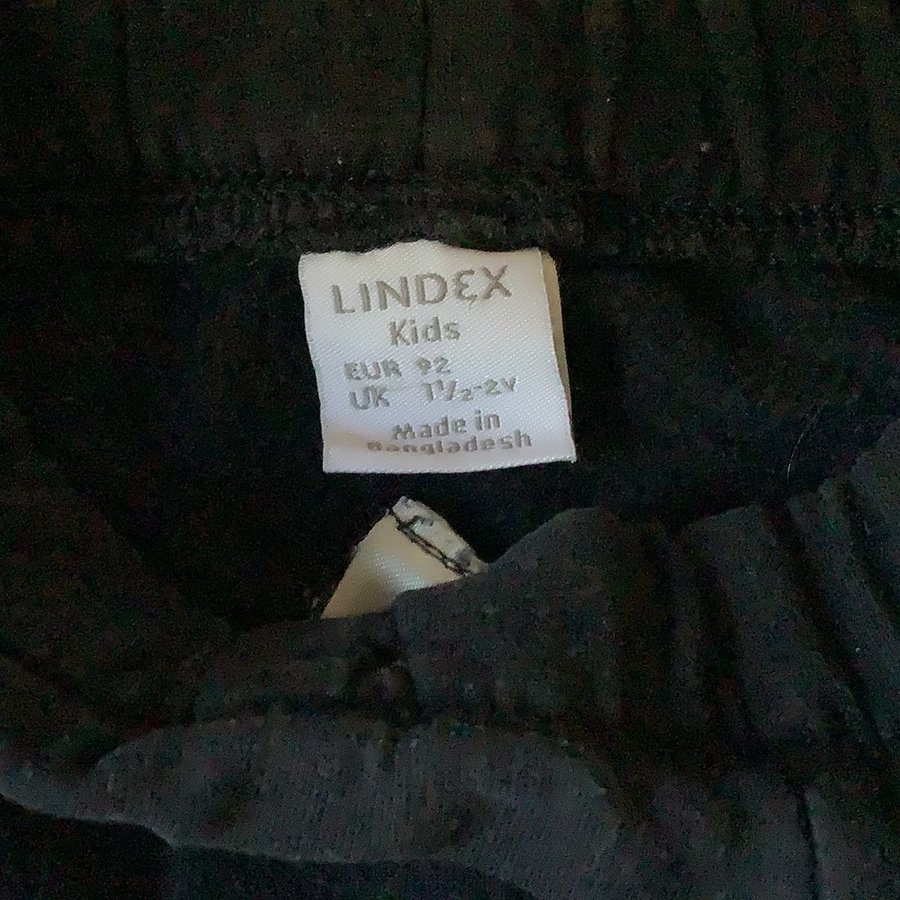 LINDEX
Kids
EUR 92
UK 1½-2Y
Made in
Bangladesh